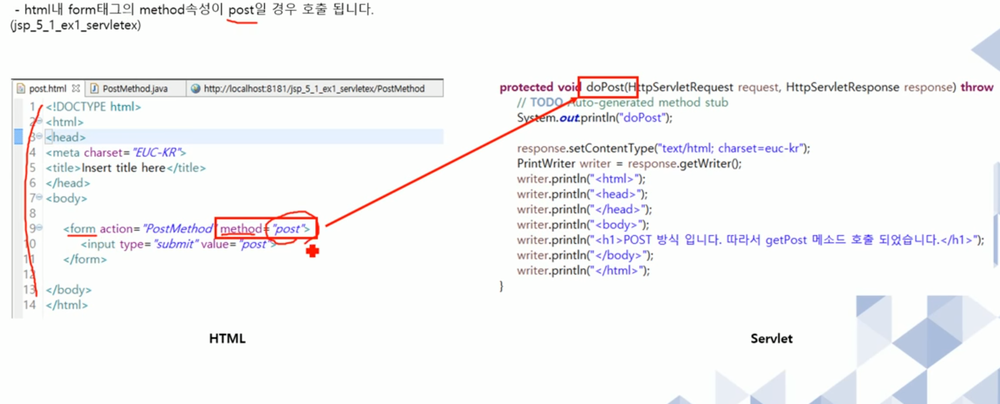 - html내 form태그의 method속성이 post일 경우 호출 됩니다.
(jsp_5_1_ex1_servletex)
post.html PostMethod.java http://localhost:8181/jsp_5_1_ex1_servletex/PostMethod
1 <!DOCTYPE html>
2 <html>
3 <head>
4 <meta charset="EUC-KR">
5 <title>Insert title here</title>
6 </head>
7 <body>
8
9 <form action="PostMethod" method="post">
10 <input type="submit" value="post">
11 </form>
12
13 </body>
14 </html>
HTML
protected void doPost(HttpServletRequest request, HttpServletResponse response) throw
// TODO Auto-generated method stub
System.out.println("doPost");
response.setContentType("text/html; charset=euc-kr");
PrintWriter writer = response.getWriter();
writer.println("<html>");
writer.println("<head>");
writer.println("</head>");
writer.println("<body>");
writer.println("<h1>POST 방식 입니다. 따라서 getPost 메소드 호출 되었습니다.</h1>");
writer.println("</body>");
writer.println("</html>");
}
Servlet